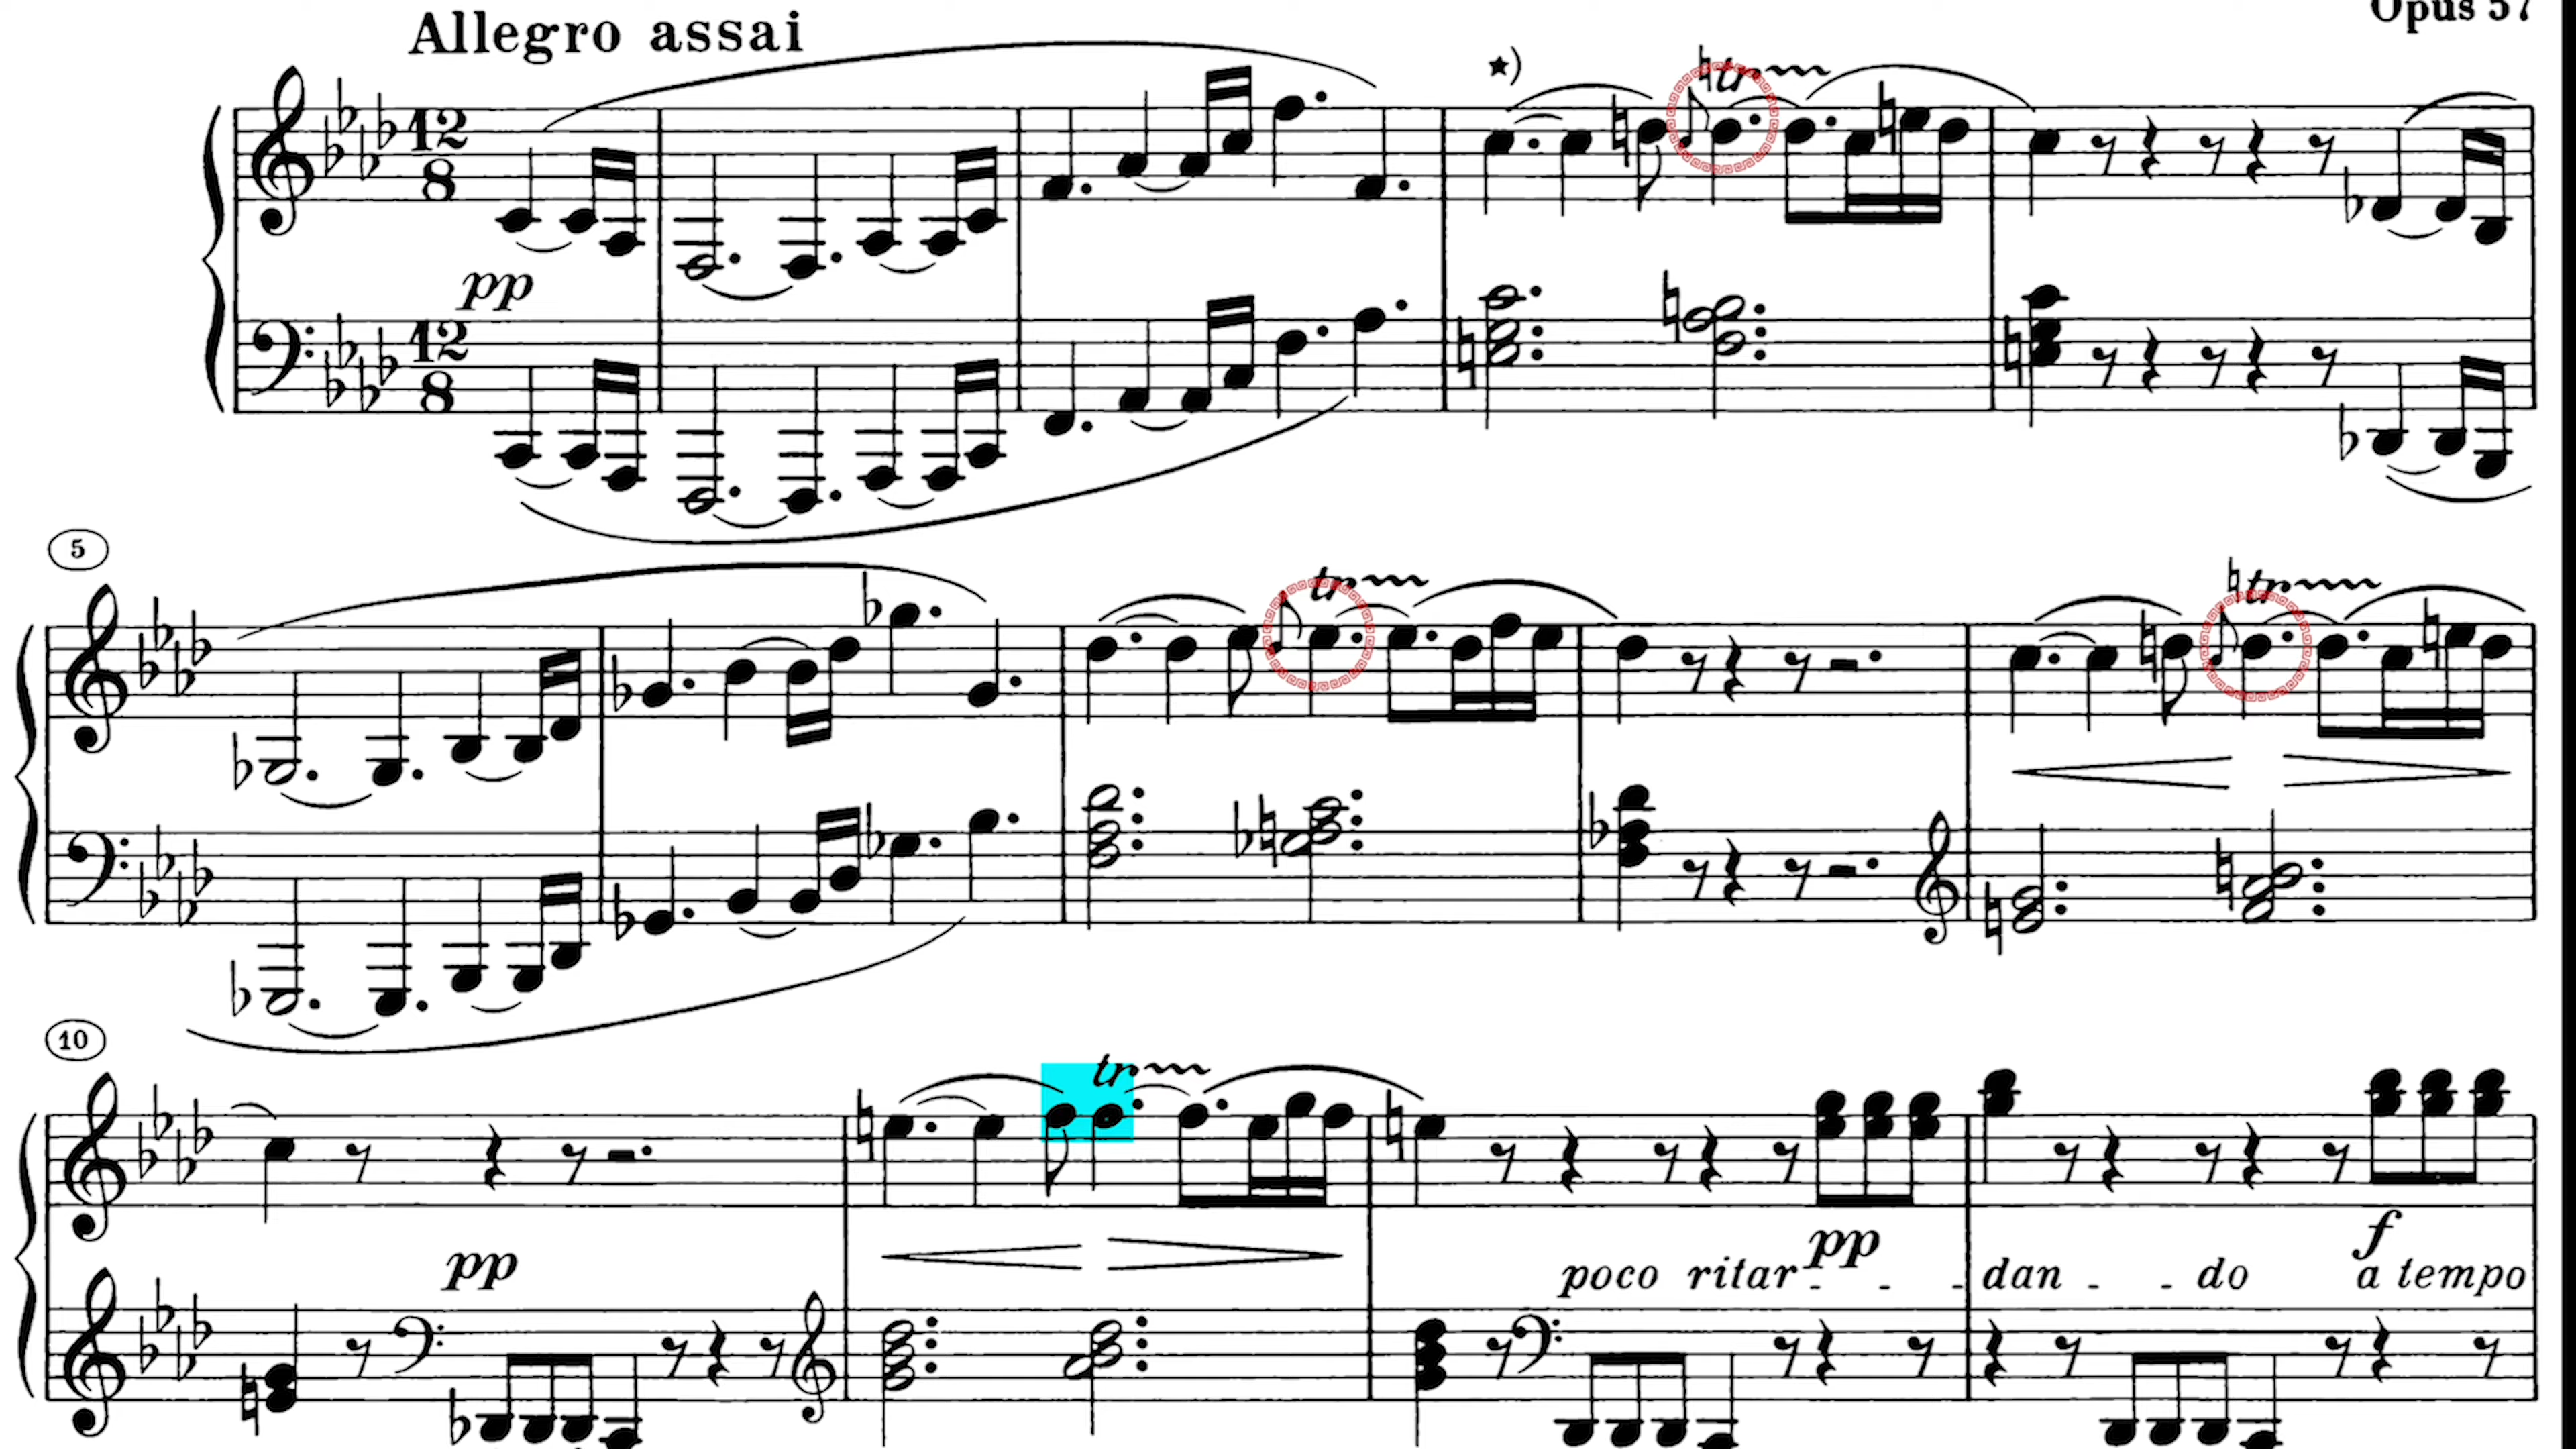 Opus 57
Allegro assai
★)
tr
12
8
pp
12
8
5
tr
tr
10
tr
pp
pp
f
poco ritar - - - dan - - do a tempo